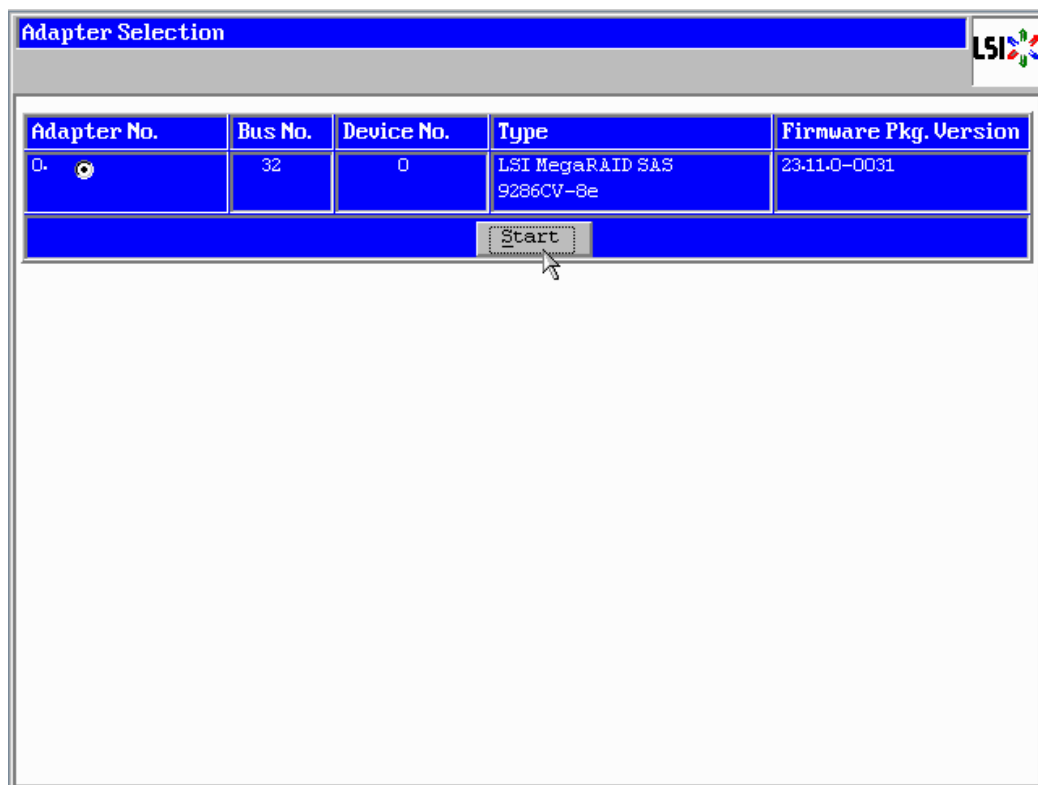 Adapter Selection
LSI
Adapter No. Bus No. Device No. Type Firmware Pkg. Version
0. 32 0 LSI MegaRAID SAS 23.11.0-0031
9286CV-8e
Start